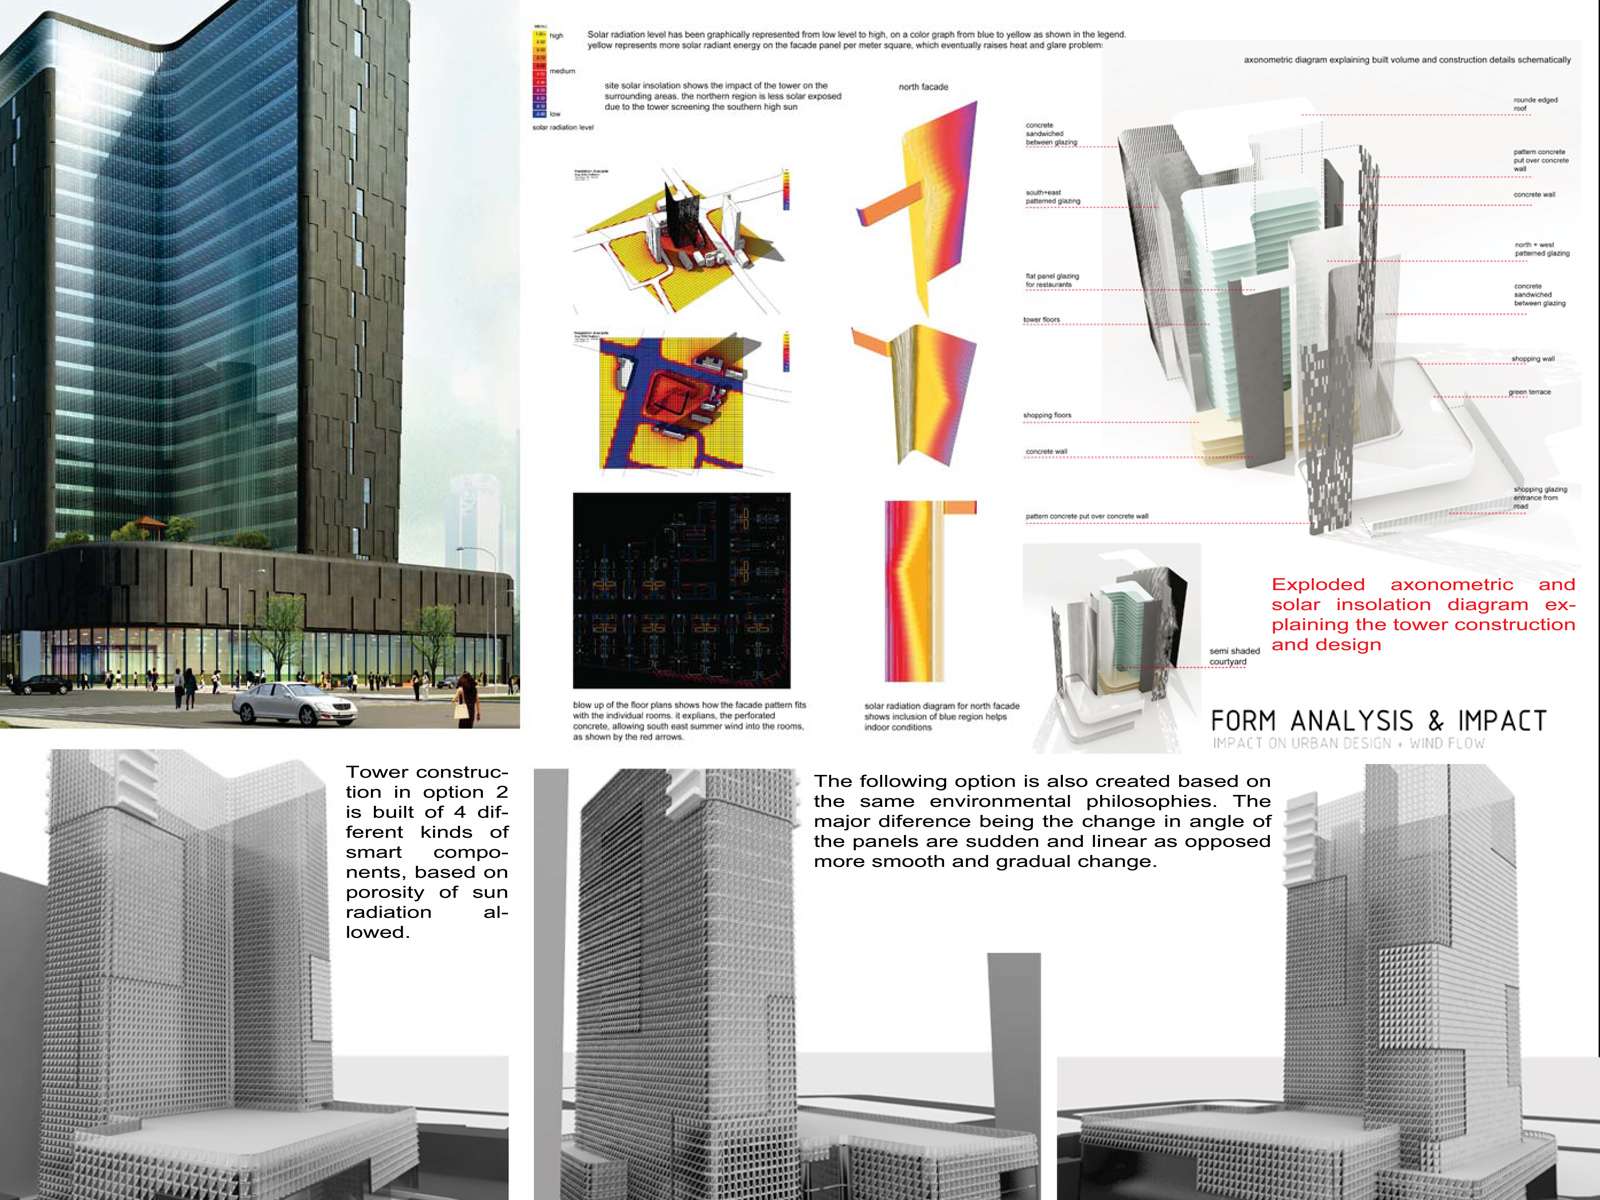 high
medium
low
solar radiation level
Solar radiation level has been graphically represented from low level to high, on a color graph from blue to yellow as shown in the legend.
yellow represents more solar radiant energy on the facade panel per meter square, which eventually raises heat and glare problem:
site solar insolation shows the impact of the tower on the
surrounding areas. the northern region is less solar exposed
due to the tower screening the southern high sun
north facade
axonometric diagram explaining built volume and construction details schematically
concrete
sandwiched
between glazing
south+east
patterned glazing
flat panel glazing
for restaurants
tower floors
shopping floors
concrete wall
pattern concrete put over concrete wall
rounde edged
roof
pattern concrete
put over concrete
wall
concrete wall
north + west
patterned glazing
concrete
sandwiched
between glazing
shopping wall
green terrace
shopping glazing
entrance from
road
blow up of the floor plans shows how the facade pattern fits
with the individual rooms. it explians, the perforated
concrete, allowing south east summer wind into the rooms,
as shown by the red arrows.
solar radiation diagram for north facade
shows inclusion of blue region helps
indoor conditions
semi shaded
courtyard
Exploded axonometric and
solar insolation diagram ex-
plaining the tower construction
and design
FORM ANALYSIS & IMPACT
IMPACT ON URBAN DESIGN + WIND FLOW
Tower construc-
tion in option 2
is built of 4 dif-
ferent kinds of
smart compo-
nents, based on
porosity of sun
radiation al-
lowed.
The following option is also created based on
the same environmental philosophies. The
major diference being the change in angle of
the panels are sudden and linear as opposed
more smooth and gradual change.